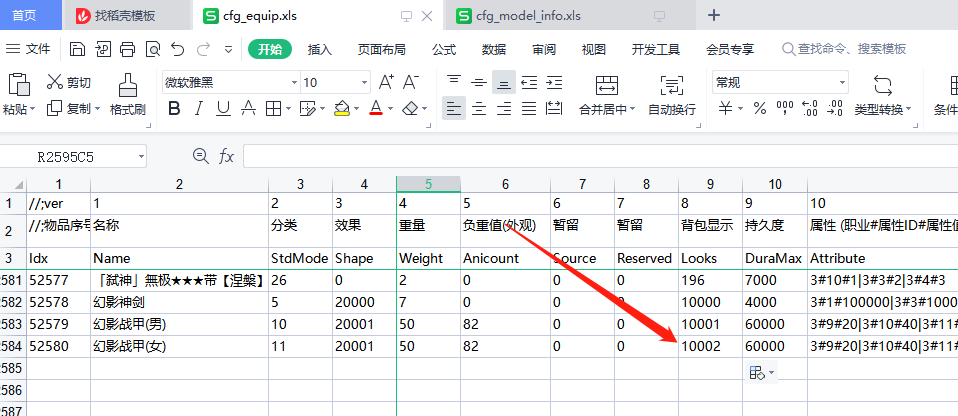 首页 找稻壳模板 cfg_equip.xls cfg_model_info.xls +
文件 开始 插入 页面布局 公式 数据 审阅 视图 开发工具 会员专享 查找命令、搜索模板
粘贴 剪切 复制 格式刷 微软雅黑 10 A+ A- B I U A 合并居中 自动换行 常规 ¥ % 类型转换 条件
R2595C5 fx
1 2 3 4 5 6 7 8 9 10
1 //;ver 1 2 3 4 5 6 7 8 9 10
2 //;物品序号 名称 分类 效果 重量 负重值(外观) 暂留 暂留 背包显示 持久度 属性 (职业#属性ID#属性值
3 Idx Name StdMode Shape Weight Anicount Source Reserved Looks DuraMax Attribute
2581 52577 「弑神」無极★★★带【涅槃】 26 0 2 0 0 0 196 7000 3#10#1|3#3#2|3#4#3
2582 52578 幻影神剑 5 20000 7 0 0 0 10000 4000 3#1#100000|3#3#1000
2583 52579 幻影战甲(男) 10 20001 50 82 0 0 10001 60000 3#9#20|3#10#40|3#11#
2584 52580 幻影战甲(女) 11 20001 50 82 0 0 10002 60000 3#9#20|3#10#40|3#11#
2585
2586
2587